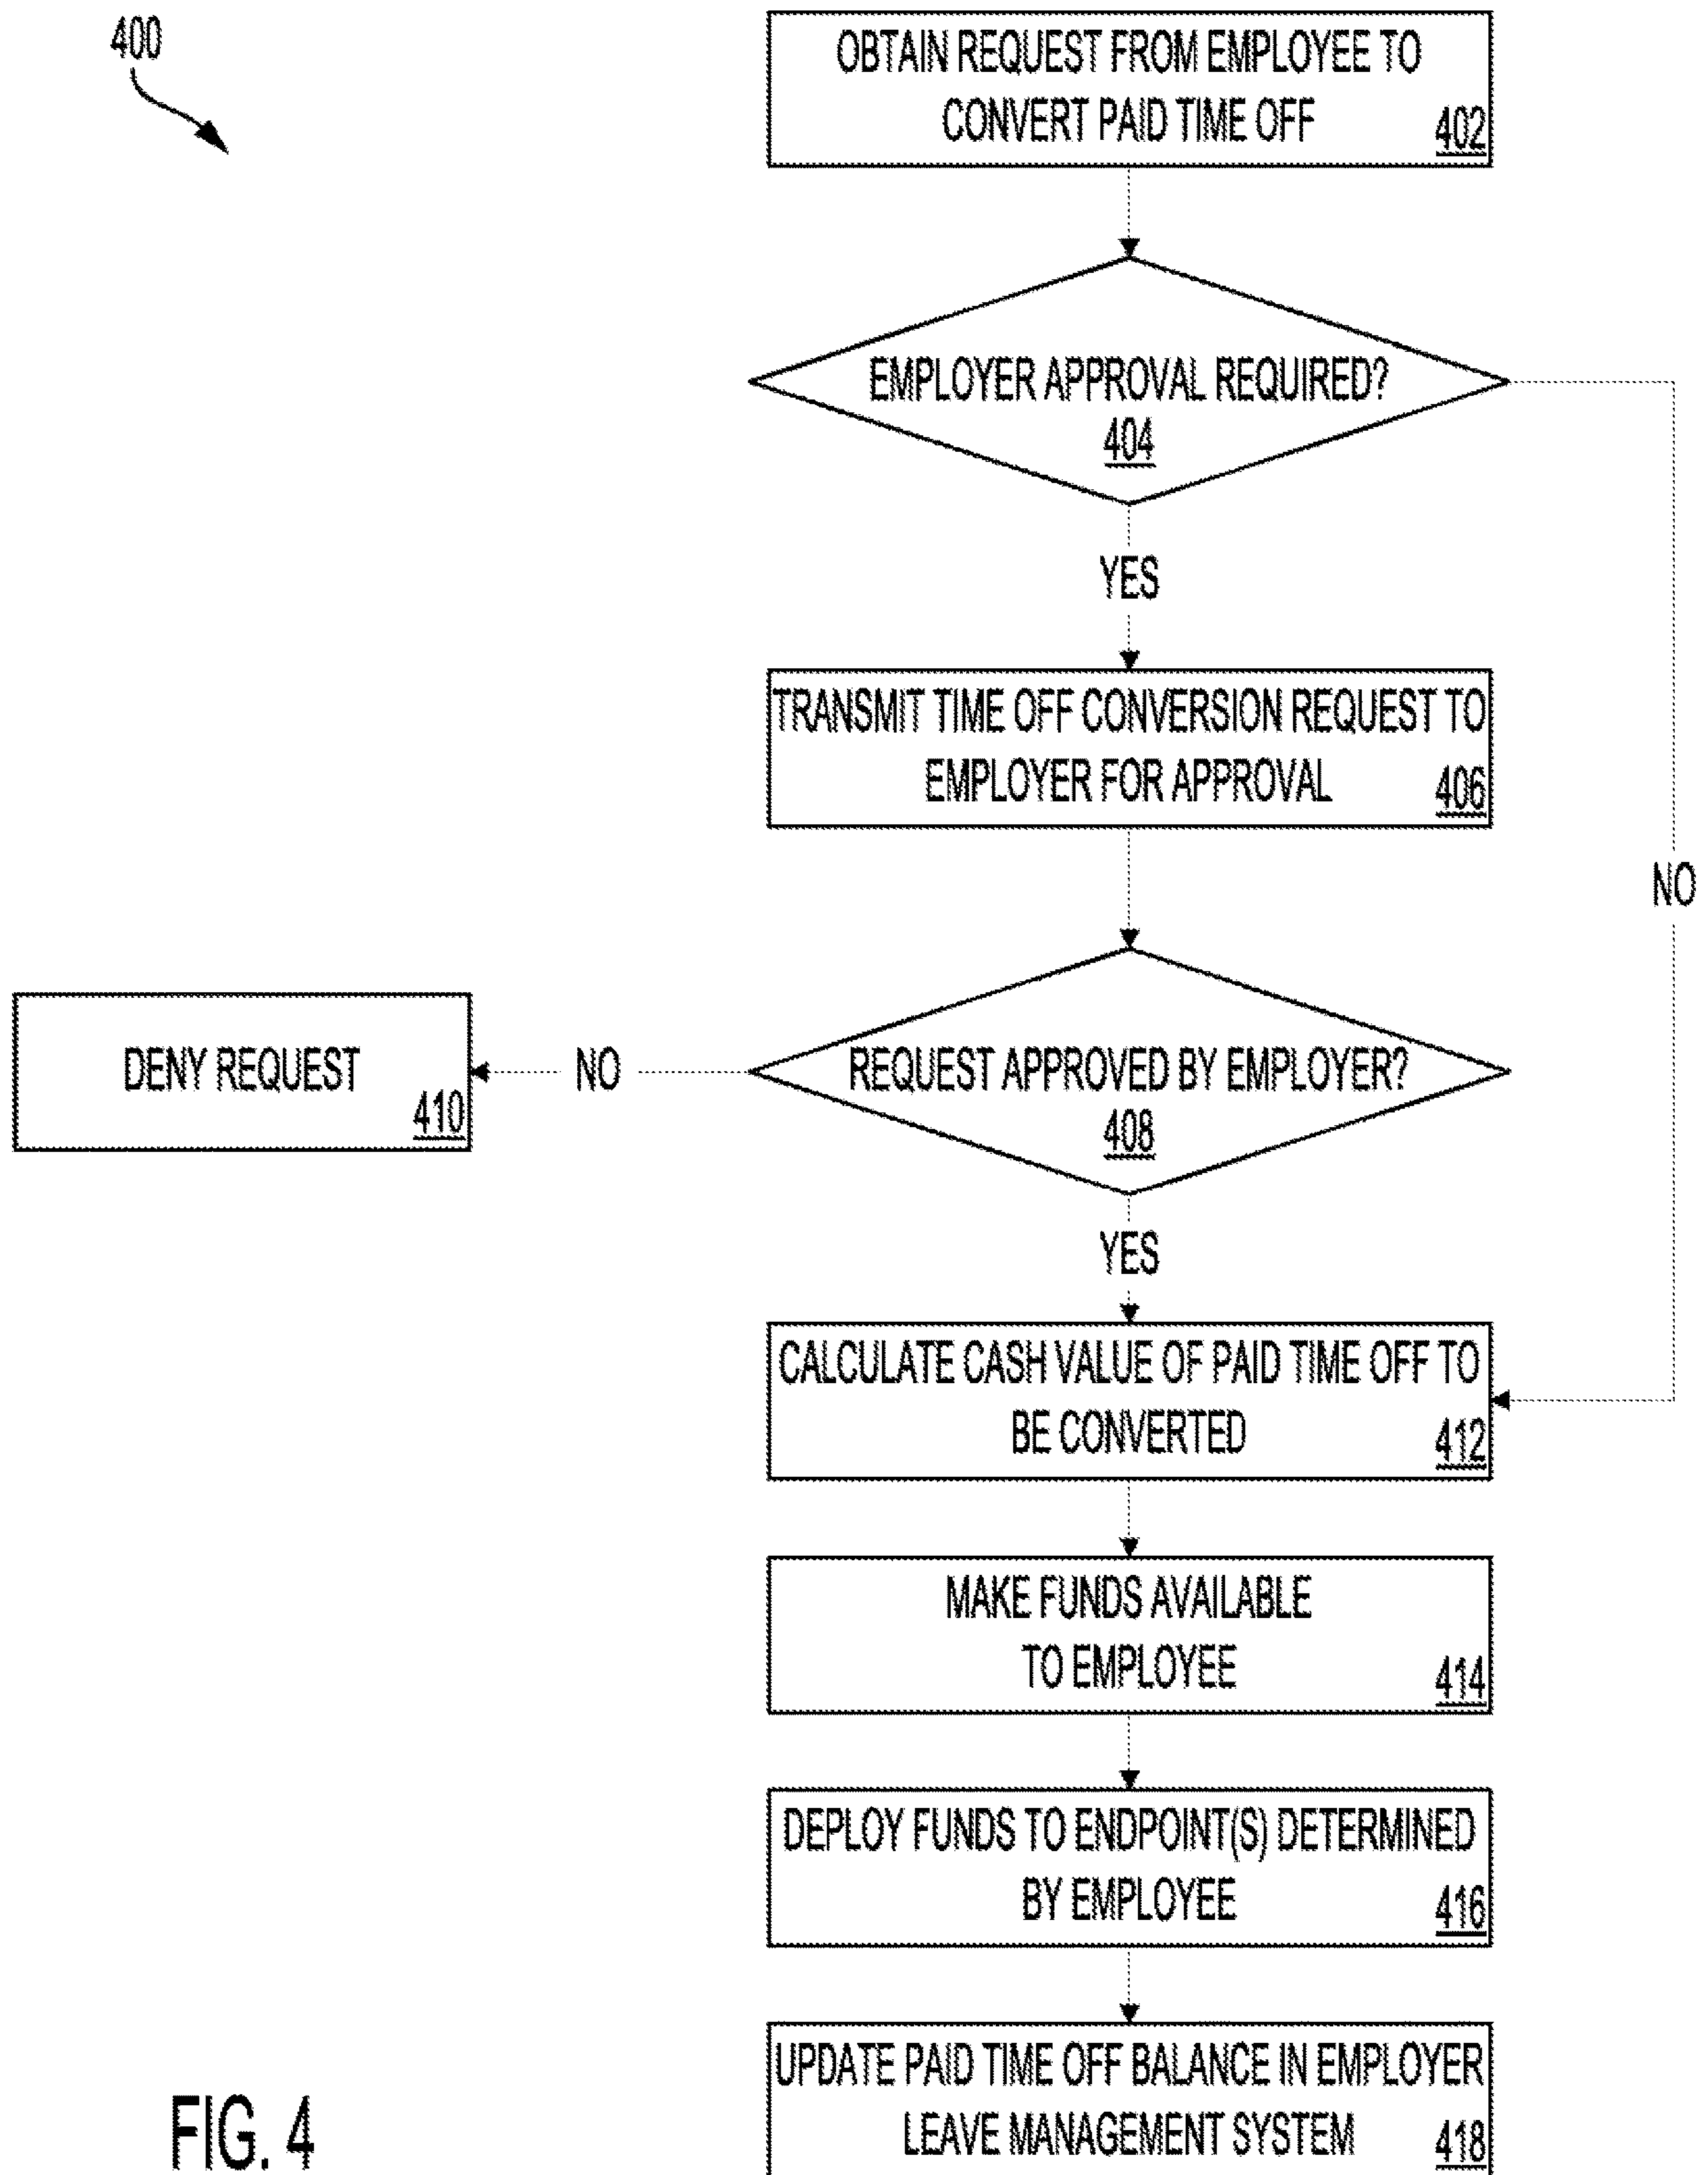 400
OBTAIN REQUEST FROM EMPLOYEE TO
CONVERT PAID TIME OFF
402
EMPLOYER APPROVAL REQUIRED?
404
YES
TRANSMIT TIME OFF CONVERSION REQUEST TO
EMPLOYER FOR APPROVAL
406
NO
REQUEST APPROVED BY EMPLOYER?
408
NO
DENY REQUEST
410
YES
CALCULATE CASH VALUE OF PAID TIME OFF TO
BE CONVERTED
412
MAKE FUNDS AVAILABLE
TO EMPLOYEE
414
DEPLOY FUNDS TO ENDPOINT(S) DETERMINED
BY EMPLOYEE
416
UPDATE PAID TIME OFF BALANCE IN EMPLOYER
LEAVE MANAGEMENT SYSTEM
418
FIG. 4